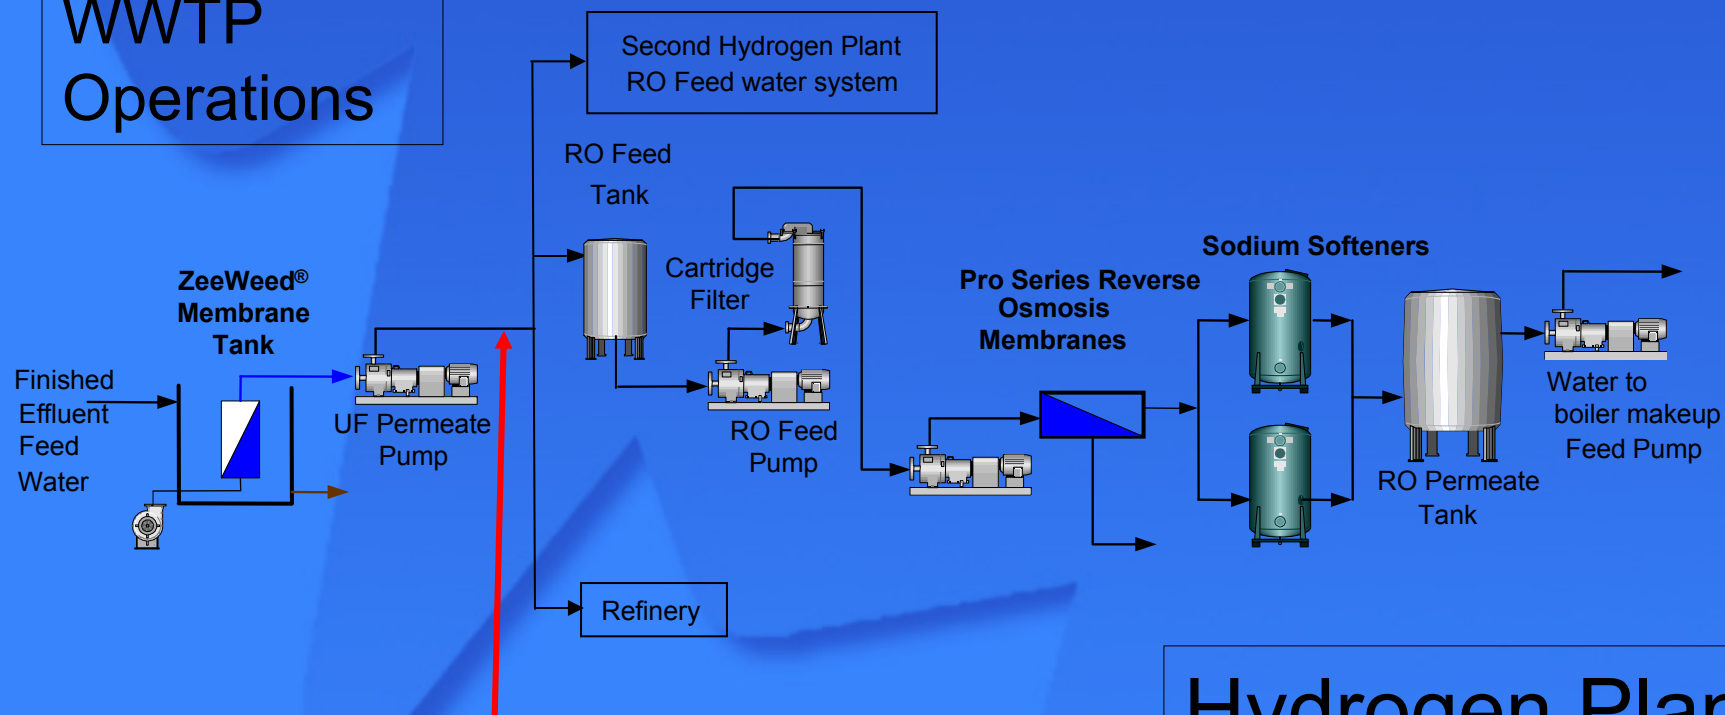 WWTP
Operations
Second Hydrogen Plant
RO Feed water system
RO Feed
Tank
Cartridge
Filter
ZeeWeed®
Membrane
Tank
Finished
Effluent
Feed
Water
UF Permeate
Pump
RO Feed
Pump
Pro Series Reverse
Osmosis
Membranes
Sodium Softeners
RO Permeate
Tank
Water to
boiler makeup
Feed Pump
Refinery
Hydrogen